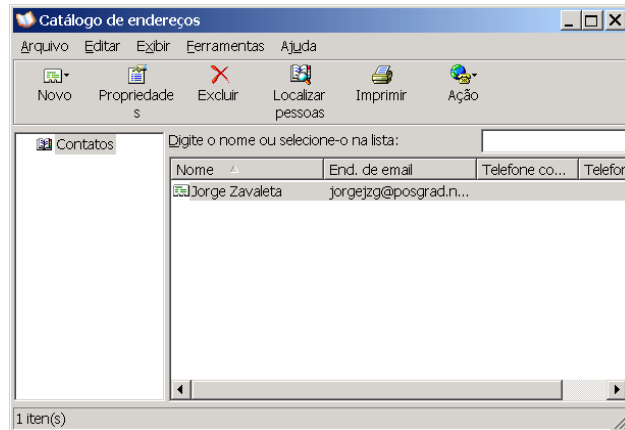 Catálogo de endereços
Arquivo Editar Exibir Ferramentas Ajuda
Novo Propriedade s Excluir Localizar pessoas Imprimir Ação
Contatos
Digite o nome ou selecione-o na lista:
Nome End. de email Telefone co... Telefor
Jorge Zavaleta jorgejzg@posgrad.n...
1 iten(s)